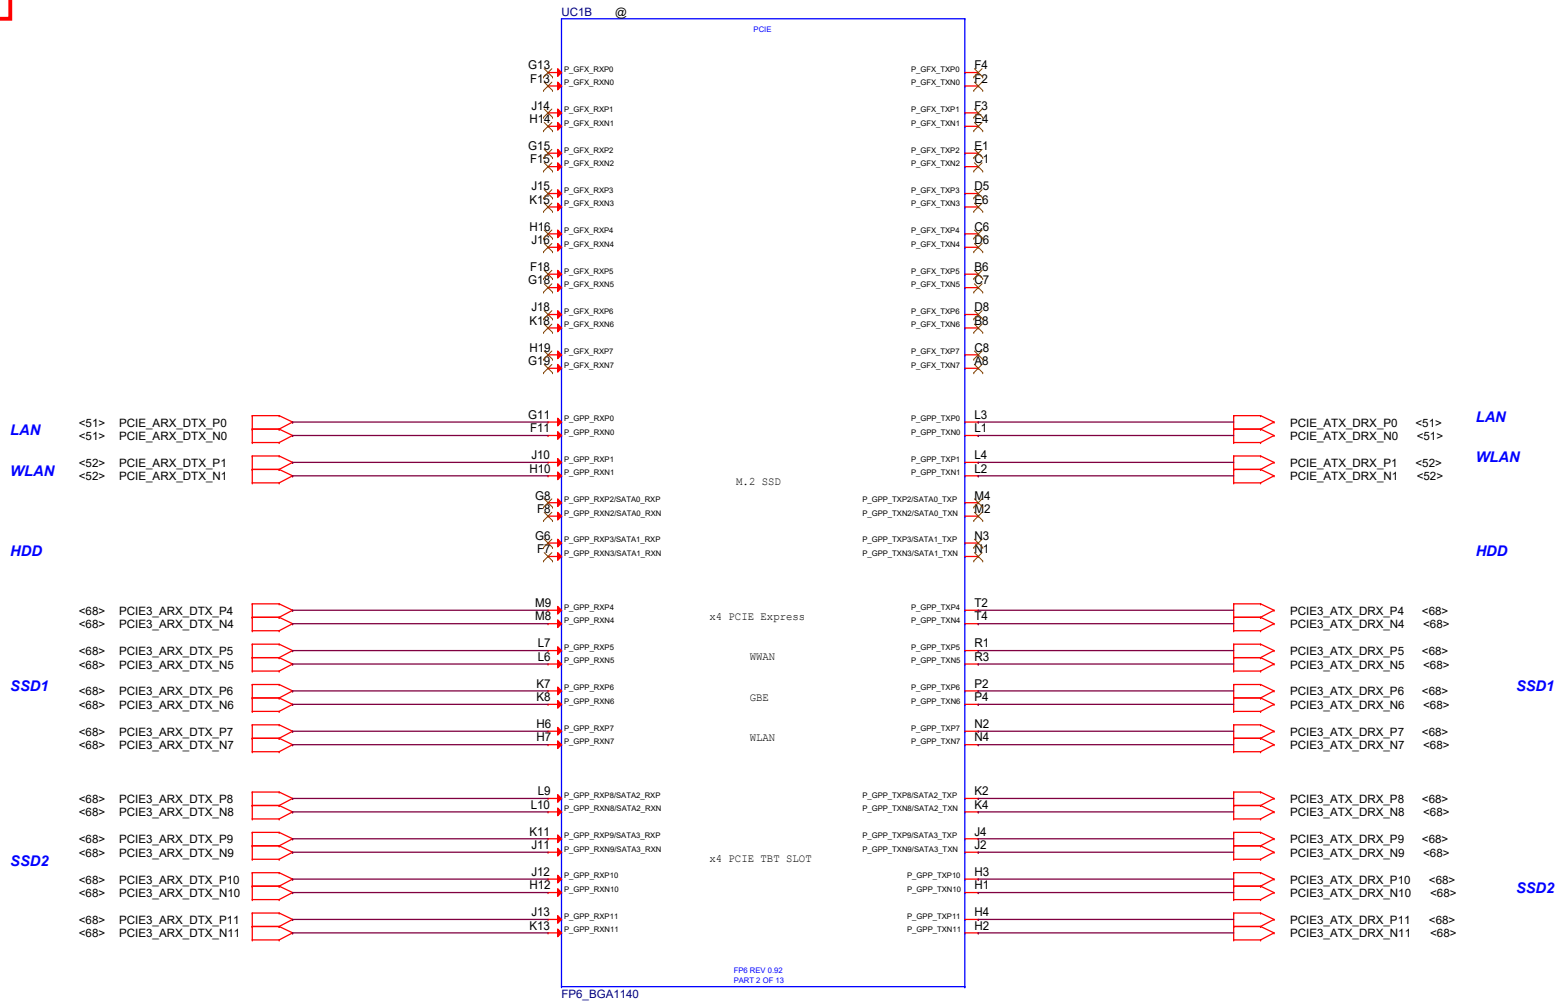 UC1B @
PCIE
G13 P_GFX_RXP0 P_GFX_TXP0 F4
F13 P_GFX_RXN0 P_GFX_TXN0 F2
J14 P_GFX_RXP1 P_GFX_TXP1 F3
H14 P_GFX_RXN1 P_GFX_TXN1 E4
G15 P_GFX_RXP2 P_GFX_TXP2 E1
F15 P_GFX_RXN2 P_GFX_TXN2 C1
J15 P_GFX_RXP3 P_GFX_TXP3 D5
K15 P_GFX_RXN3 P_GFX_TXN3 E6
H16 P_GFX_RXP4 P_GFX_TXP4 C6
J16 P_GFX_RXN4 P_GFX_TXN4 D6
F18 P_GFX_RXP5 P_GFX_TXP5 B6
G18 P_GFX_RXN5 P_GFX_TXN5 C7
J18 P_GFX_RXP6 P_GFX_TXP6 D8
K18 P_GFX_RXN6 P_GFX_TXN6 B8
H19 P_GFX_RXP7 P_GFX_TXP7 C8
G19 P_GFX_RXN7 P_GFX_TXN7 A8
LAN LAN
<51> PCIE_ARX_DTX_P0 G11 P_GPP_RXP0 P_GPP_TXP0 L3 PCIE_ATX_DRX_P0 <51>
<51> PCIE_ARX_DTX_N0 F11 P_GPP_RXN0 P_GPP_TXN0 L1 PCIE_ATX_DRX_N0 <51>
WLAN WLAN
<52> PCIE_ARX_DTX_P1 J10 P_GPP_RXP1 P_GPP_TXP1 L4 PCIE_ATX_DRX_P1 <52>
<52> PCIE_ARX_DTX_N1 H10 P_GPP_RXN1 P_GPP_TXN1 L2 PCIE_ATX_DRX_N1 <52>
M.2 SSD
G8 P_GPP_RXP2/SATA0_RXP P_GPP_TXP2/SATA0_TXP M4
F8 P_GPP_RXN2/SATA0_RXN P_GPP_TXN2/SATA0_TXN M2
HDD HDD
G6 P_GPP_RXP3/SATA1_RXP P_GPP_TXP3/SATA1_TXP N3
F7 P_GPP_RXN3/SATA1_RXN P_GPP_TXN3/SATA1_TXN N1
<68> PCIE3_ARX_DTX_P4 M9 P_GPP_RXP4 x4 PCIE Express P_GPP_TXP4 T2 PCIE3_ATX_DRX_P4 <68>
<68> PCIE3_ARX_DTX_N4 M8 P_GPP_RXN4 P_GPP_TXN4 T4 PCIE3_ATX_DRX_N4 <68>
<68> PCIE3_ARX_DTX_P5 L7 P_GPP_RXP5 WWAN P_GPP_TXP5 R1 PCIE3_ATX_DRX_P5 <68>
<68> PCIE3_ARX_DTX_N5 L6 P_GPP_RXN5 P_GPP_TXN5 R3 PCIE3_ATX_DRX_N5 <68>
SSD1 SSD1
<68> PCIE3_ARX_DTX_P6 K7 P_GPP_RXP6 GBE P_GPP_TXP6 P2 PCIE3_ATX_DRX_P6 <68>
<68> PCIE3_ARX_DTX_N6 K8 P_GPP_RXN6 P_GPP_TXN6 P4 PCIE3_ATX_DRX_N6 <68>
<68> PCIE3_ARX_DTX_P7 H6 P_GPP_RXP7 WLAN P_GPP_TXP7 N2 PCIE3_ATX_DRX_P7 <68>
<68> PCIE3_ARX_DTX_N7 H7 P_GPP_RXN7 P_GPP_TXN7 N4 PCIE3_ATX_DRX_N7 <68>
<68> PCIE3_ARX_DTX_P8 L9 P_GPP_RXP8/SATA2_RXP P_GPP_TXP8/SATA2_TXP K2 PCIE3_ATX_DRX_P8 <68>
<68> PCIE3_ARX_DTX_N8 L10 P_GPP_RXN8/SATA2_RXN P_GPP_TXN8/SATA2_TXN K4 PCIE3_ATX_DRX_N8 <68>
<68> PCIE3_ARX_DTX_P9 K11 P_GPP_RXP9/SATA3_RXP P_GPP_TXP9/SATA3_TXP J4 PCIE3_ATX_DRX_P9 <68>
<68> PCIE3_ARX_DTX_N9 J11 P_GPP_RXN9/SATA3_RXN P_GPP_TXN9/SATA3_TXN J2 PCIE3_ATX_DRX_N9 <68>
SSD2 x4 PCIE TBT SLOT SSD2
<68> PCIE3_ARX_DTX_P10 J12 P_GPP_RXP10 P_GPP_TXP10 H3 PCIE3_ATX_DRX_P10 <68>
<68> PCIE3_ARX_DTX_N10 H12 P_GPP_RXN10 P_GPP_TXN10 H1 PCIE3_ATX_DRX_N10 <68>
<68> PCIE3_ARX_DTX_P11 J13 P_GPP_RXP11 P_GPP_TXP11 H4 PCIE3_ATX_DRX_P11 <68>
<68> PCIE3_ARX_DTX_N11 K13 P_GPP_RXN11 P_GPP_TXN11 H2 PCIE3_ATX_DRX_N11 <68>
FP6 REV 0.92
PART 2 OF 13
FP6_BGA1140